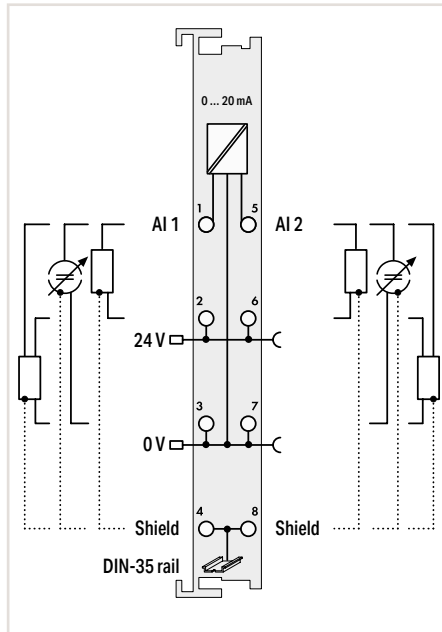 0 ... 20 mA
1 5
AI 1 AI 2
2 6
24 V
3 7
0 V
4 8
Shield Shield
DIN-35 rail